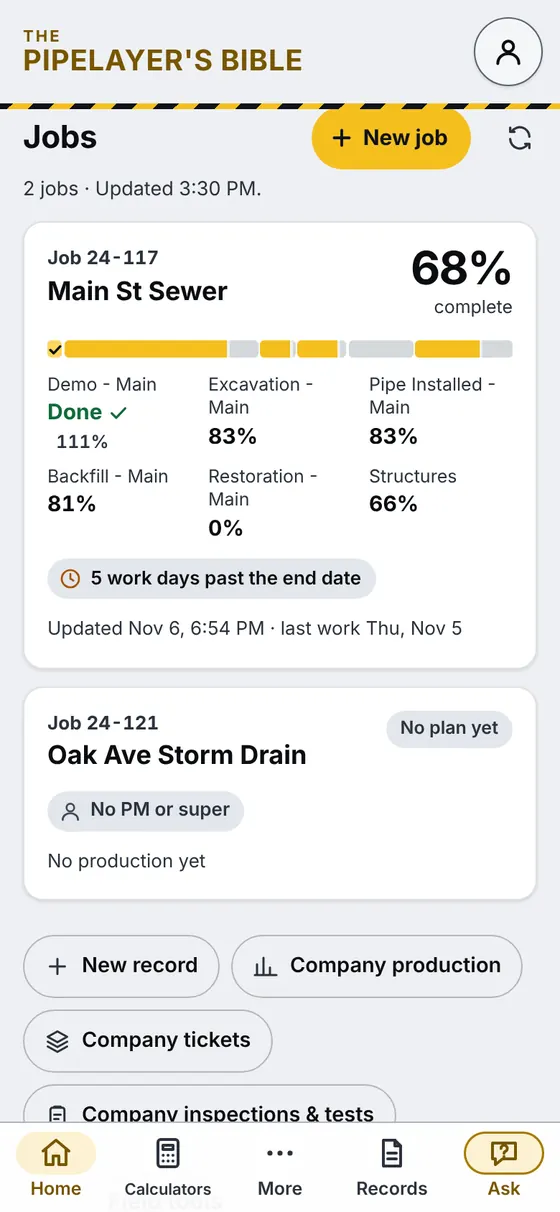 THE
PIPELAYER'S BIBLE
Jobs
+ New job
2 jobs · Updated 3:30 PM.
Job 24-117
68%
Main St Sewer
complete
Demo - Main
Done ✓
111%
Excavation -
Main
83%
Pipe Installed -
Main
83%
Backfill - Main
81%
Restoration -
Main
0%
Structures
66%
5 work days past the end date
Updated Nov 6, 6:54 PM · last work Thu, Nov 5
Job 24-121
No plan yet
Oak Ave Storm Drain
No PM or super
No production yet
+ New record
Company production
Company tickets
Company inspections & tests
Home
Calculators
More
Records
Ask